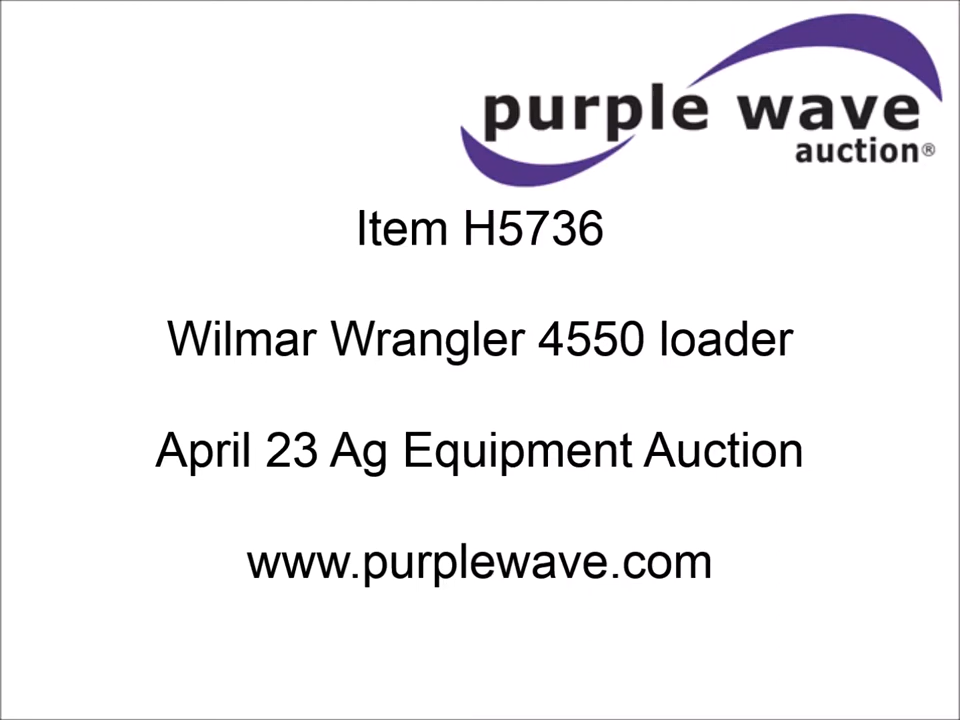 purple wave
auction®
Item H5736
Wilmar Wrangler 4550 loader
April 23 Ag Equipment Auction
www.purplewave.com